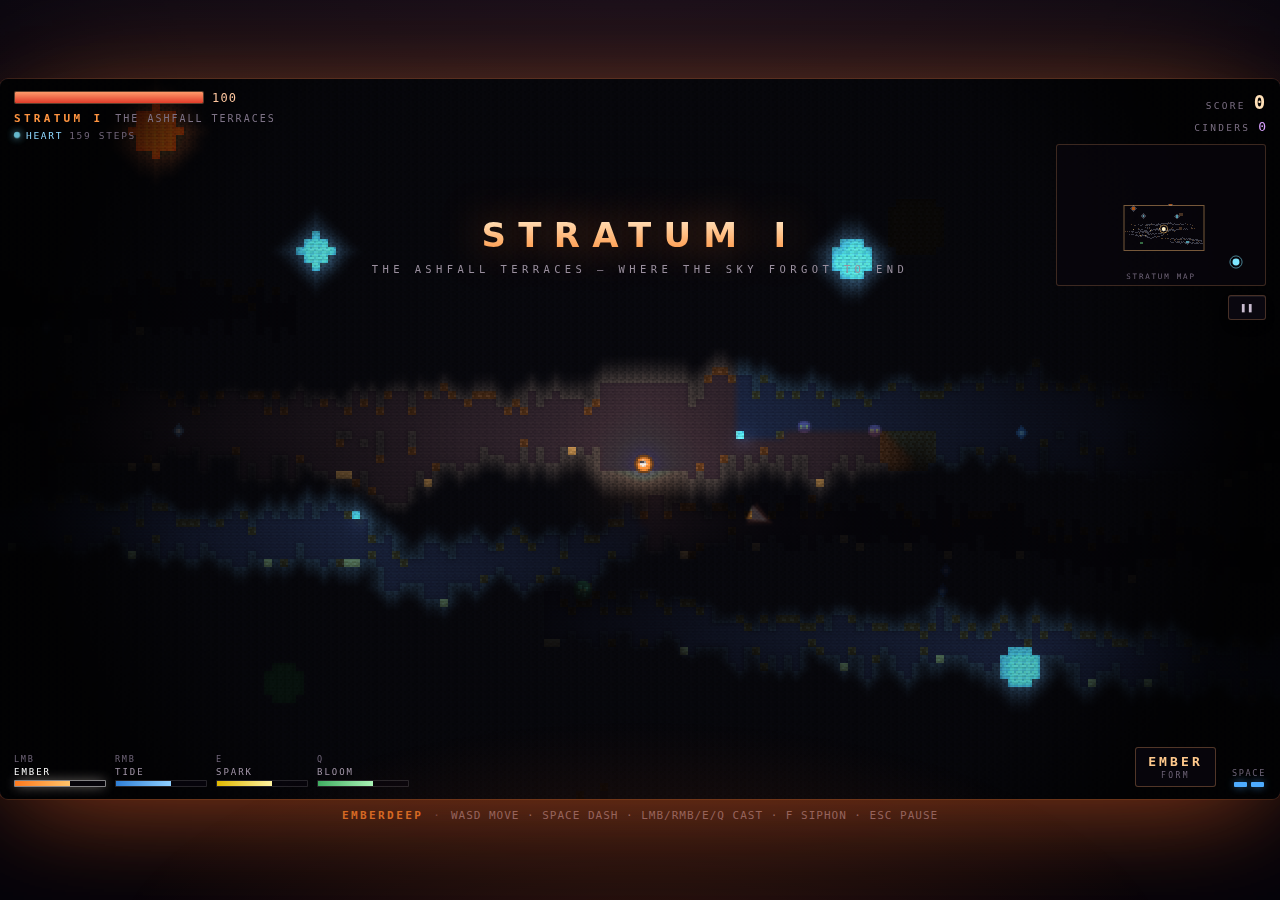 100
STRATUM I THE ASHFALL TERRACES
HEART 159 STEPS
SCORE 0
CINDERS 0
STRATUM MAP
STRATUM I
THE ASHFALL TERRACES — WHERE THE SKY FORGOT TO END
LMB
EMBER
RMB
TIDE
E
SPARK
Q
BLOOM
EMBER
FORM
SPACE
EMBERDEEP · WASD MOVE · SPACE DASH · LMB/RMB/E/Q CAST · F SIPHON · ESC PAUSE